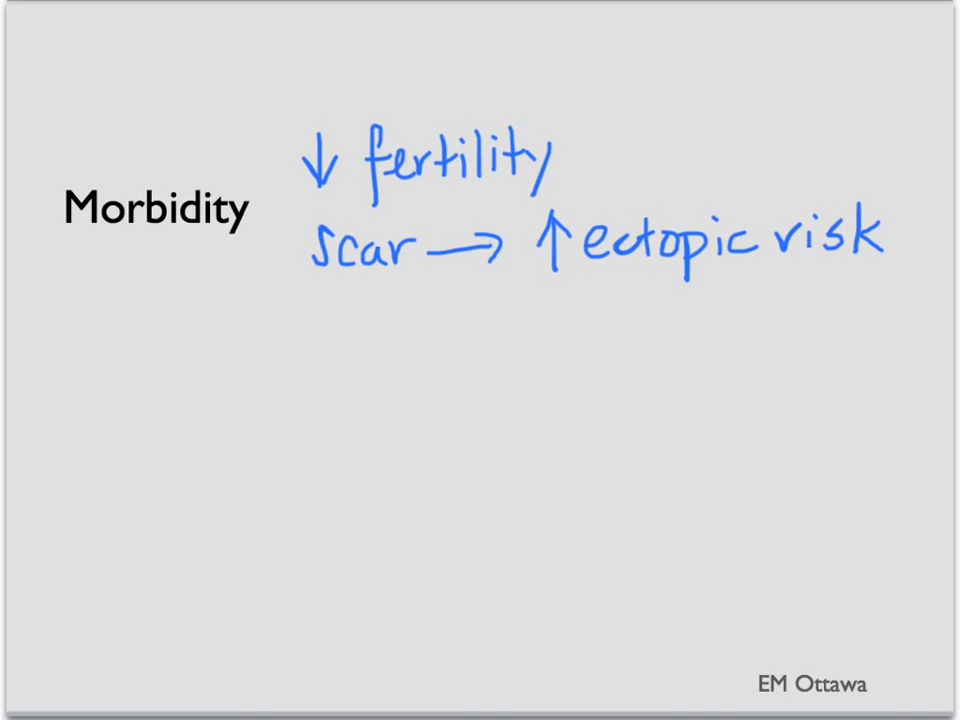 ↓ fertility
Morbidity
scar → ↑ ectopic risk
EM Ottawa